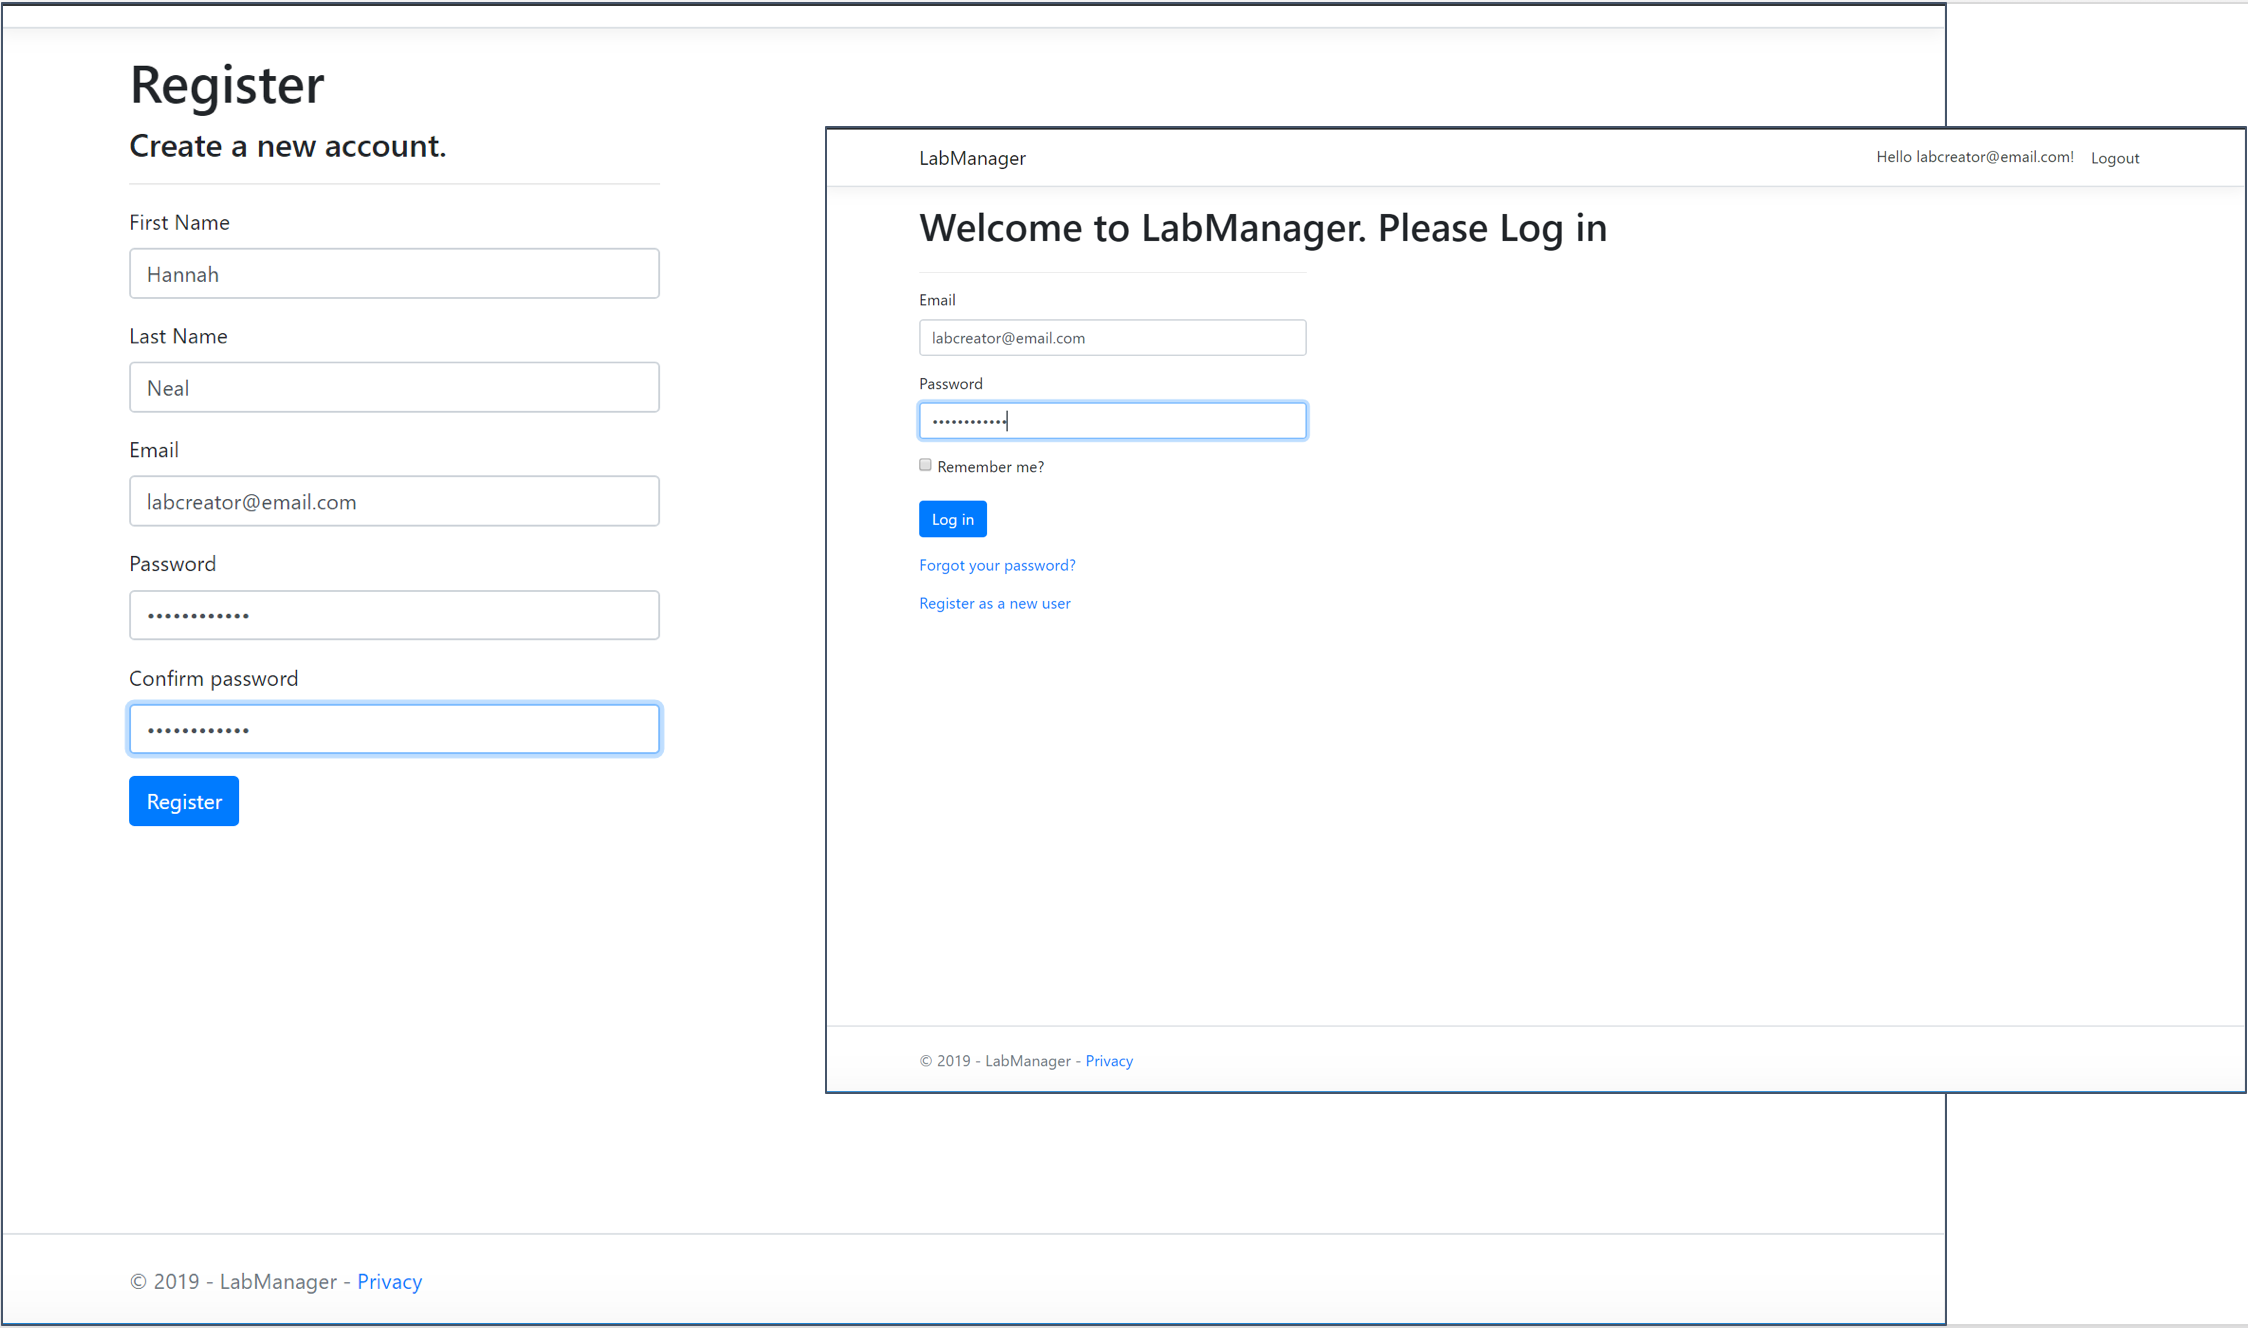 Register
Create a new account.
First Name
Hannah
Last Name
Neal
Email
labcreator@email.com
Password
••••••••••••
Confirm password
••••••••••••
Register
© 2019 - LabManager - Privacy
LabManager
Hello labcreator@email.com! Logout
Welcome to LabManager. Please Log in
Email
labcreator@email.com
Password
••••••••••••
Remember me?
Log in
Forgot your password?
Register as a new user
© 2019 - LabManager - Privacy